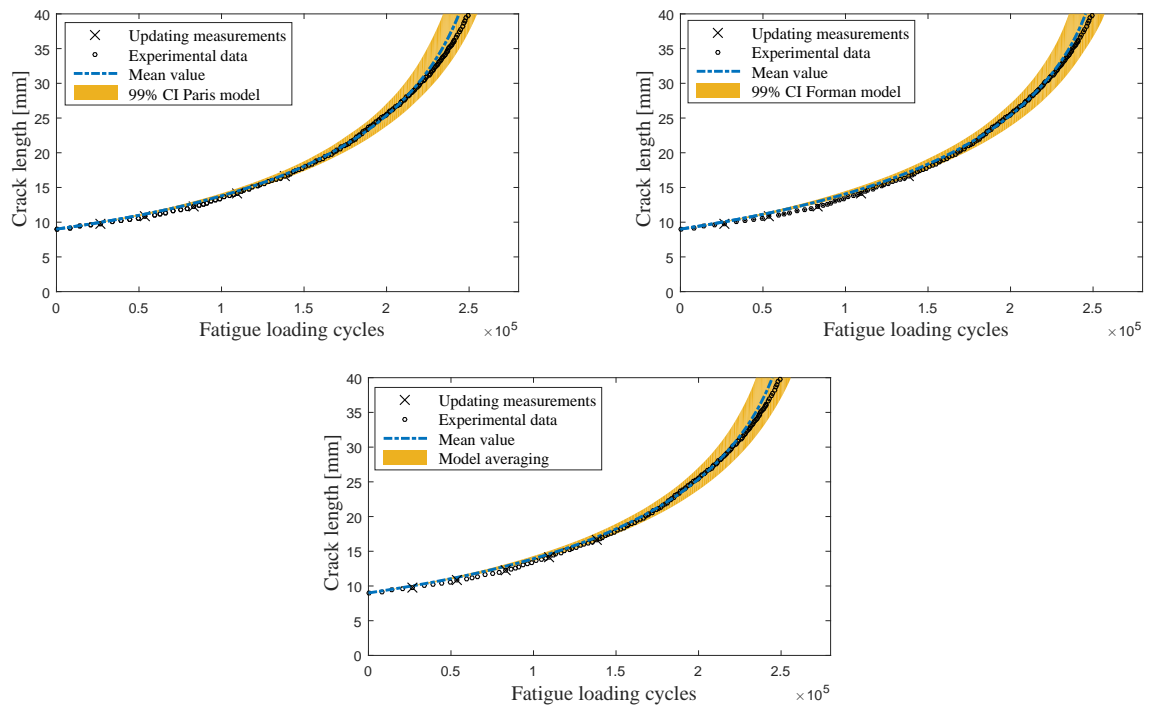 40
35
30
25
20
15
10
5
0
Crack length [mm]
Updating measurements
Experimental data
Mean value
99% CI Paris model
0 0.5 1 1.5 2 2.5
Fatigue loading cycles ×10^5
40
35
30
25
20
15
10
5
0
Crack length [mm]
Updating measurements
Experimental data
Mean value
99% CI Forman model
0 0.5 1 1.5 2 2.5
Fatigue loading cycles ×10^5
40
35
30
25
20
15
10
5
0
Crack length [mm]
Updating measurements
Experimental data
Mean value
Model averaging
0 0.5 1 1.5 2 2.5
Fatigue loading cycles ×10^5